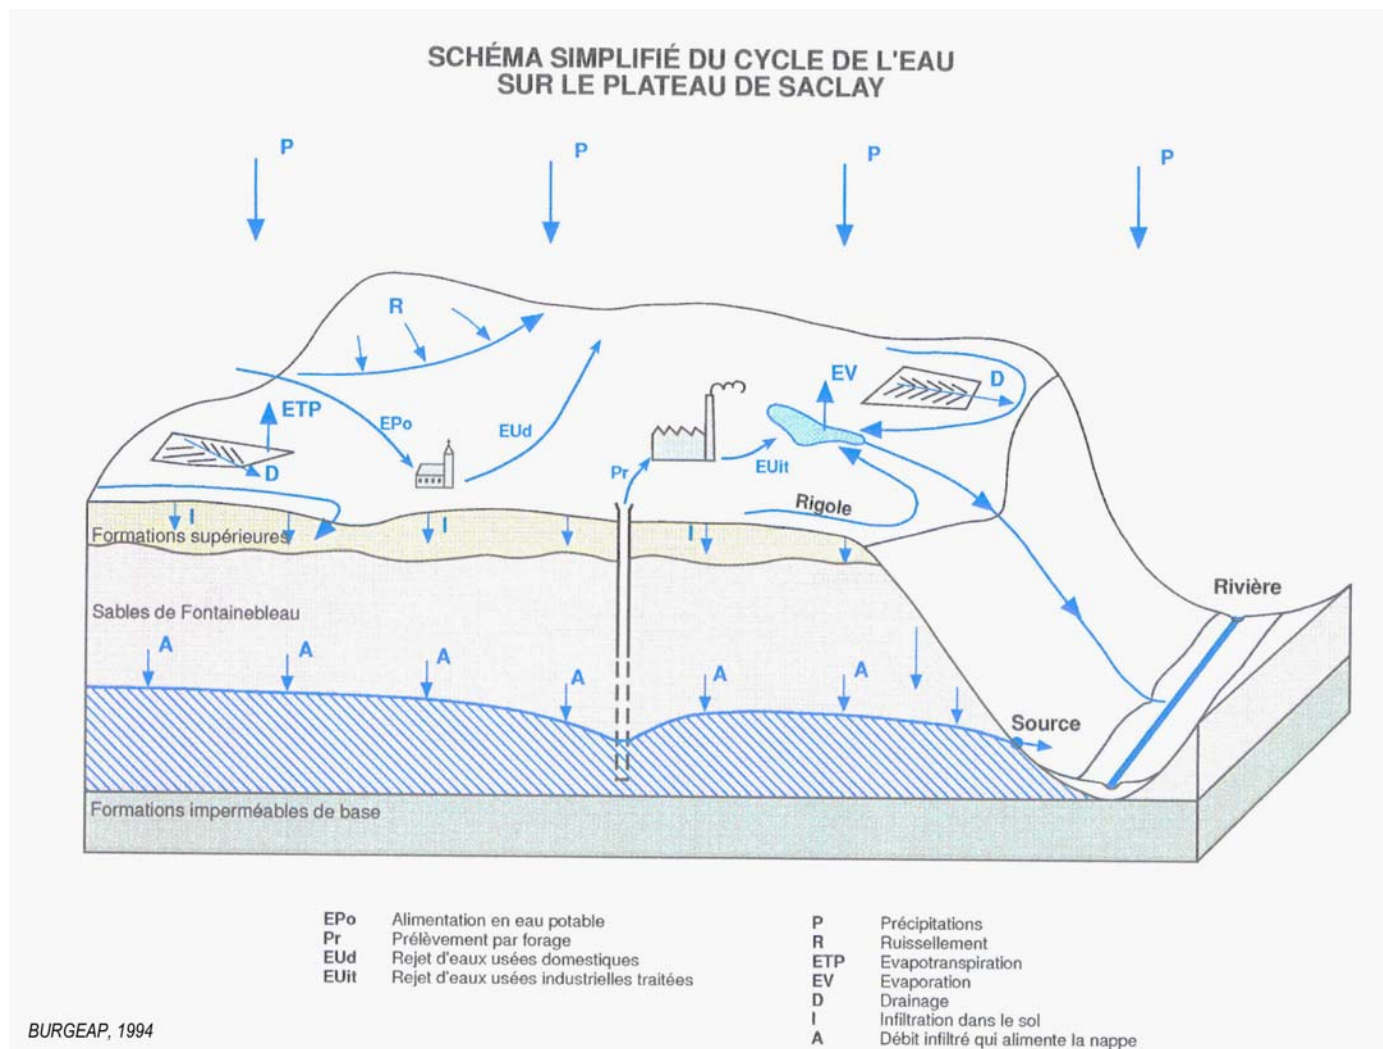 SCHÉMA SIMPLIFIÉ DU CYCLE DE L'EAU
SUR LE PLATEAU DE SACLAY
P
P
P
P
R
EV
D
ETP
EPo
EUd
D
Pr
EUit
Rigole
I
I
I
Formations supérieures
Rivière
Sables de Fontainebleau
A
A
A
A
A
A
Source
Formations imperméables de base
EPo Alimentation en eau potable
Pr Prélèvement par forage
EUd Rejet d'eaux usées domestiques
EUit Rejet d'eaux usées industrielles traitées
P Précipitations
R Ruissellement
ETP Evapotranspiration
EV Evaporation
D Drainage
I Infiltration dans le sol
A Débit infiltré qui alimente la nappe
BURGEAP, 1994